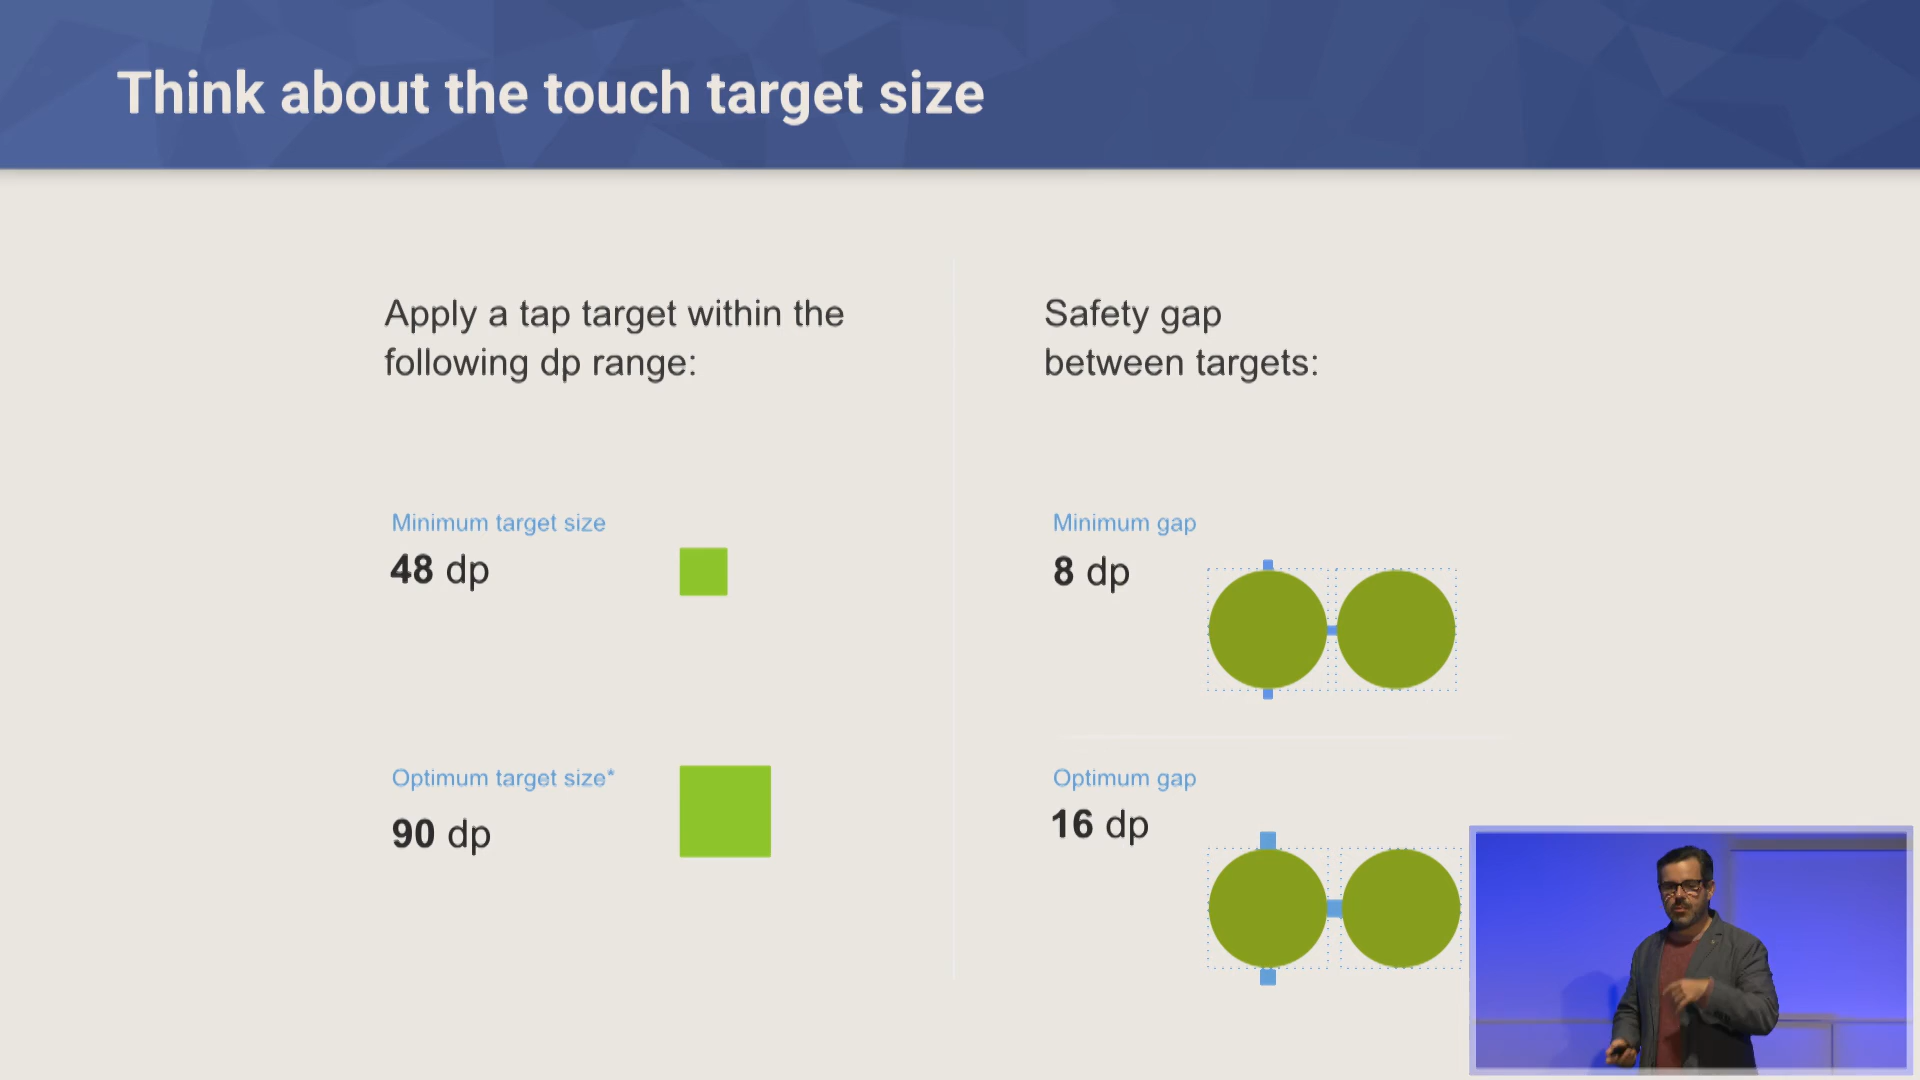 Think about the touch target size
Apply a tap target within the
following dp range:
Minimum target size
48 dp
Optimum target size*
90 dp
Safety gap
between targets:
Minimum gap
8 dp
Optimum gap
16 dp